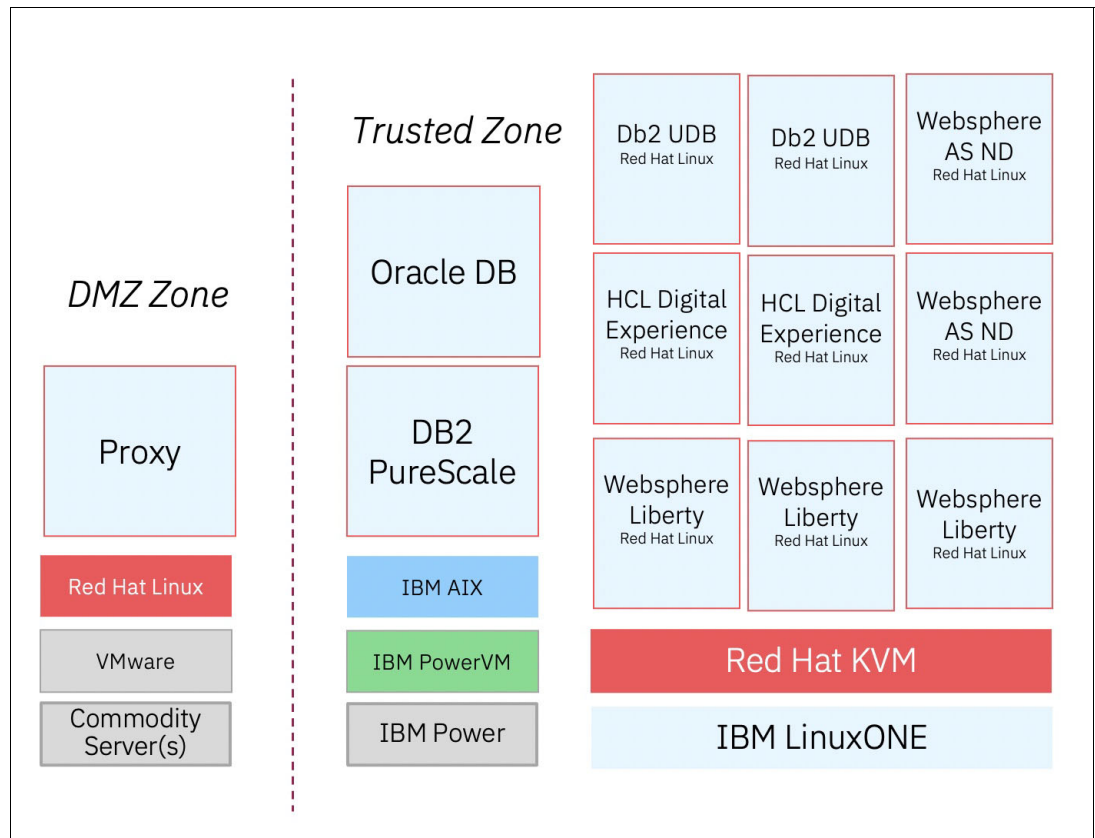 DMZ Zone
Proxy
Red Hat Linux
VMware
Commodity
Server(s)
Trusted Zone
Oracle DB
DB2
PureScale
IBM AIX
IBM PowerVM
IBM Power
Db2 UDB
Red Hat Linux
Db2 UDB
Red Hat Linux
Websphere
AS ND
Red Hat Linux
HCL Digital
Experience
Red Hat Linux
HCL Digital
Experience
Red Hat Linux
Websphere
AS ND
Red Hat Linux
Websphere
Liberty
Red Hat Linux
Websphere
Liberty
Red Hat Linux
Websphere
Liberty
Red Hat Linux
Red Hat KVM
IBM LinuxONE